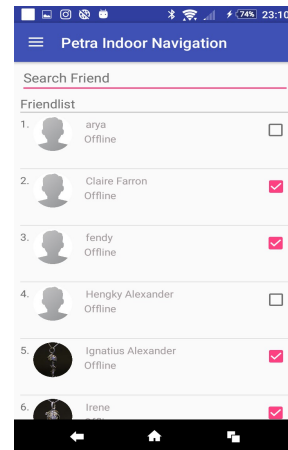 74% 23:10
Petra Indoor Navigation
Search Friend
Friendlist
1. arya
Offline
2. Claire Farron
Offline
3. fendy
Offline
4. Hengky Alexander
Offline
5. Ignatius Alexander
Offline
6. Irene